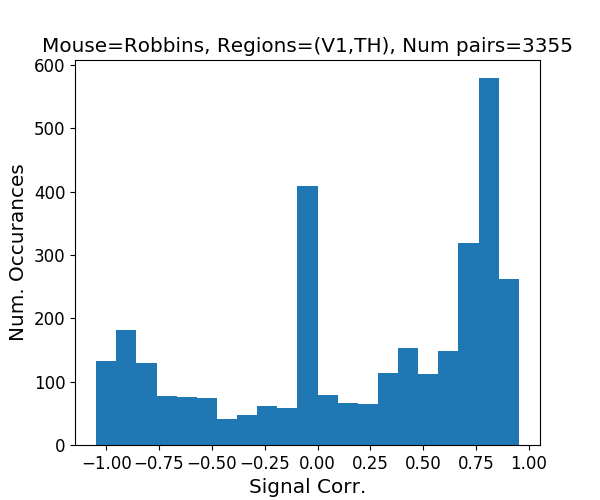 Mouse=Robbins, Regions=(V1,TH), Num pairs=3355
600
500
400
300
200
100
0
Num. Occurances
−1.00 −0.75 −0.50 −0.25 0.00 0.25 0.50 0.75 1.00
Signal Corr.